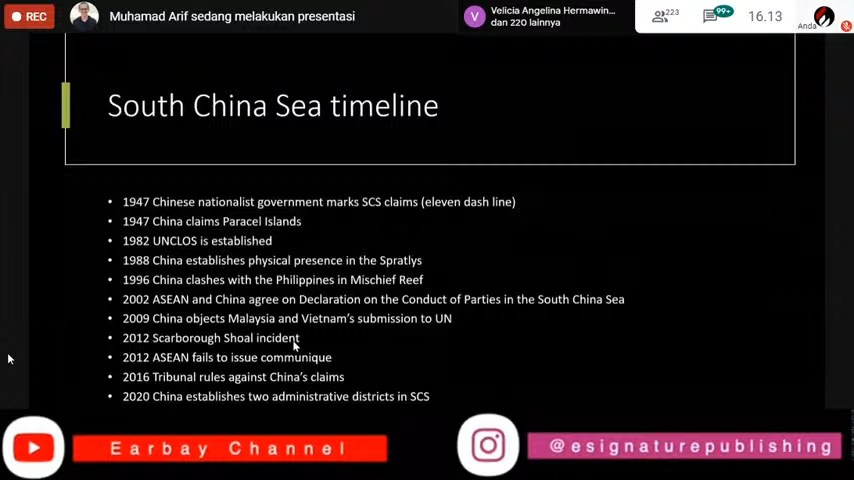 REC
Muhamad Arif sedang melakukan presentasi
V
Velicia Angelina Hermawin...
dan 220 lainnya
223
99+
16.13
Anda
South China Sea timeline
• 1947 Chinese nationalist government marks SCS claims (eleven dash line)
• 1947 China claims Paracel Islands
• 1982 UNCLOS is established
• 1988 China establishes physical presence in the Spratlys
• 1996 China clashes with the Philippines in Mischief Reef
• 2002 ASEAN and China agree on Declaration on the Conduct of Parties in the South China Sea
• 2009 China objects Malaysia and Vietnam's submission to UN
• 2012 Scarborough Shoal incident
• 2012 ASEAN fails to issue communique
• 2016 Tribunal rules against China's claims
• 2020 China establishes two administrative districts in SCS
Earbay Channel
@esignaturepublishing